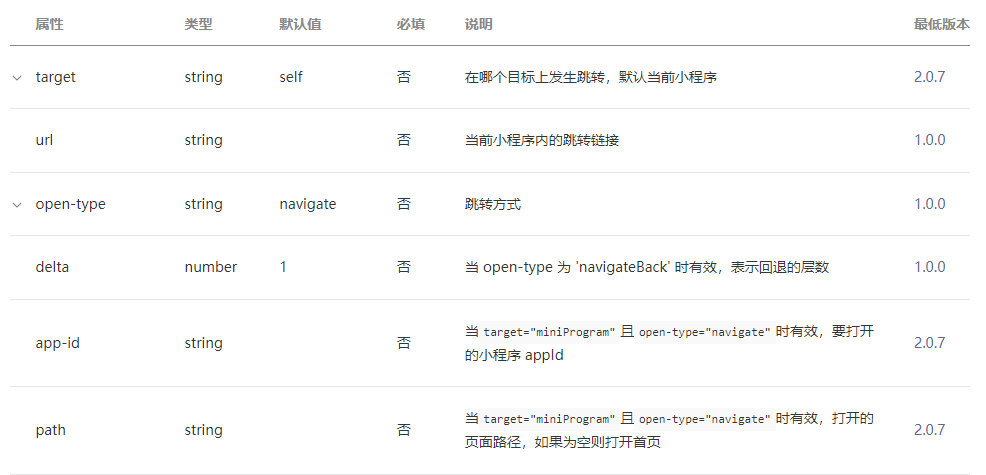 属性 类型 默认值 必填 说明 最低版本
target string self 否 在哪个目标上发生跳转，默认当前小程序 2.0.7
url string 否 当前小程序内的跳转链接 1.0.0
open-type string navigate 否 跳转方式 1.0.0
delta number 1 否 当 open-type 为 'navigateBack' 时有效，表示回退的层数 1.0.0
app-id string 否 当 target="miniProgram" 且 open-type="navigate" 时有效，要打开
的小程序 appId 2.0.7
path string 否 当 target="miniProgram" 且 open-type="navigate" 时有效，打开的
页面路径，如果为空则打开首页 2.0.7